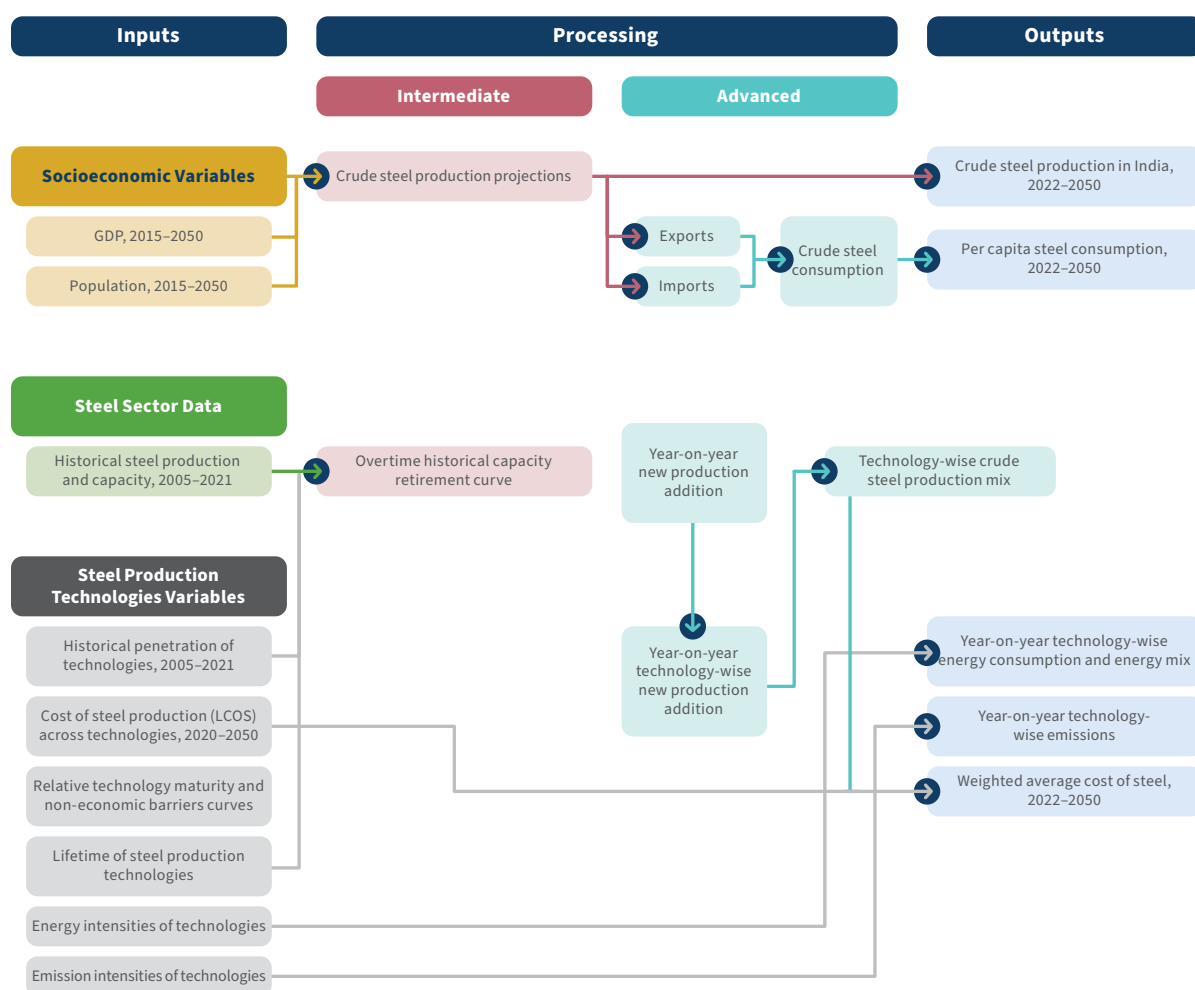 Inputs
Processing
Outputs
Intermediate
Advanced
Socioeconomic Variables
GDP, 2015–2050
Population, 2015–2050
Crude steel production projections
Exports
Imports
Crude steel
consumption
Crude steel production in India,
2022–2050
Per capita steel consumption,
2022–2050
Steel Sector Data
Historical steel production
and capacity, 2005–2021
Overtime historical capacity
retirement curve
Year-on-year
new production
addition
Technology-wise crude
steel production mix
Steel Production
Technologies Variables
Historical penetration of
technologies, 2005–2021
Cost of steel production (LCOS)
across technologies, 2020–2050
Relative technology maturity and
non-economic barriers curves
Lifetime of steel production
technologies
Energy intensities of technologies
Emission intensities of technologies
Year-on-year
technology-wise
new production
addition
Year-on-year technology-wise
energy consumption and energy mix
Year-on-year technology-
wise emissions
Weighted average cost of steel,
2022–2050